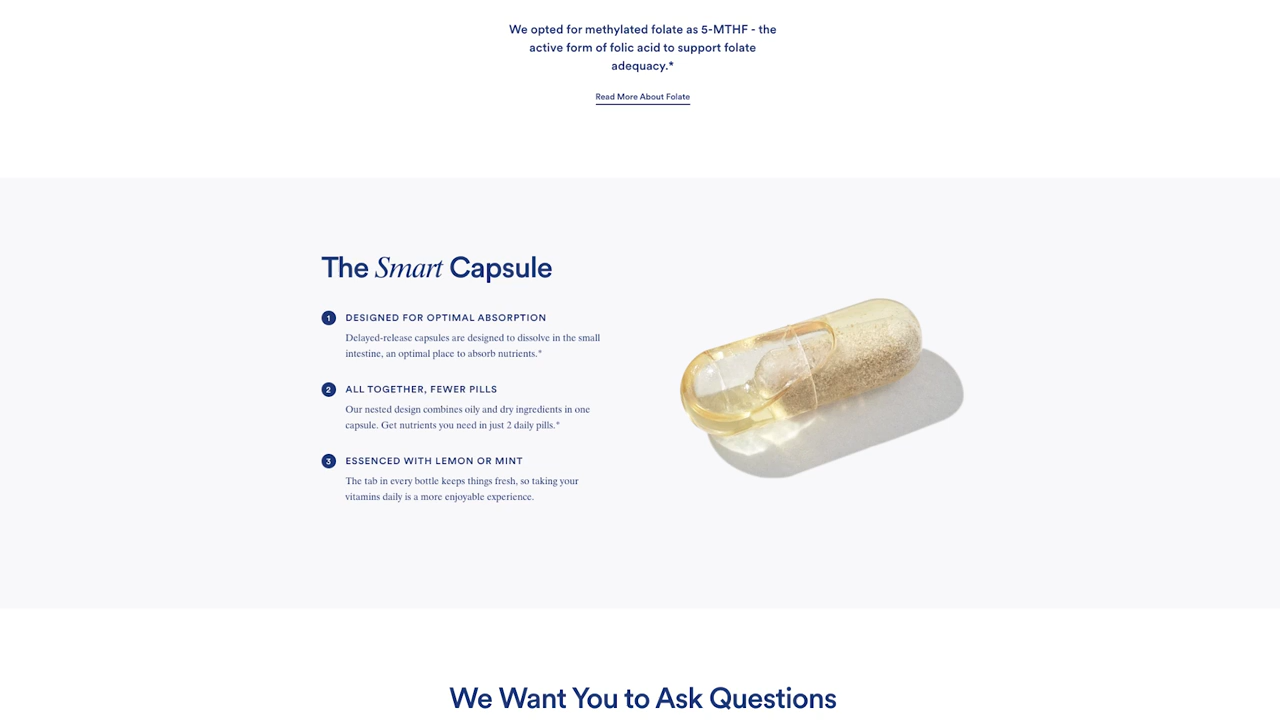 We opted for methylated folate as 5-MTHF - the
active form of folic acid to support folate
adequacy.*
Read More About Folate
The Smart Capsule
1 DESIGNED FOR OPTIMAL ABSORPTION
Delayed-release capsules are designed to dissolve in the small
intestine, an optimal place to absorb nutrients.*
2 ALL TOGETHER, FEWER PILLS
Our nested design combines oily and dry ingredients in one
capsule. Get nutrients you need in just 2 daily pills.*
3 ESSENCED WITH LEMON OR MINT
The tab in every bottle keeps things fresh, so taking your
vitamins daily is a more enjoyable experience.
We Want You to Ask Questions